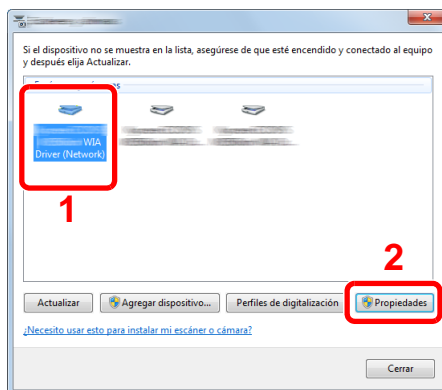 Si el dispositivo no se muestra en la lista, asegúrese de que esté encendido y conectado al equipo
y después elija Actualizar.
WIA
Driver (Network)
1
2
Actualizar
Agregar dispositivo...
Perfiles de digitalización
Propiedades
¿Necesito usar esto para instalar mi escáner o cámara?
Cerrar